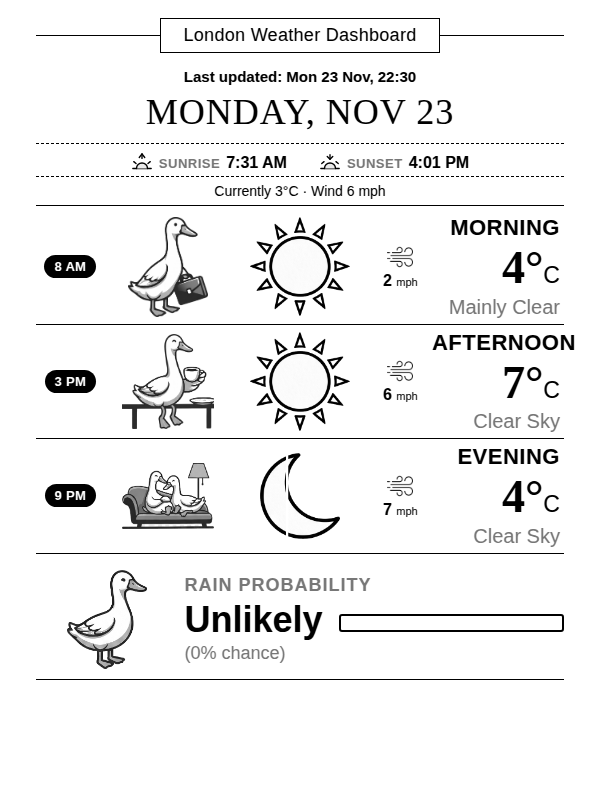 London Weather Dashboard
Last updated: Mon 23 Nov, 22:30
MONDAY, NOV 23
SUNRISE 7:31 AM SUNSET 4:01 PM
Currently 3°C · Wind 6 mph
MORNING
8 AM
2 mph
4°C
Mainly Clear
AFTERNOON
3 PM
6 mph
7°C
Clear Sky
EVENING
9 PM
7 mph
4°C
Clear Sky
RAIN PROBABILITY
Unlikely
(0% chance)